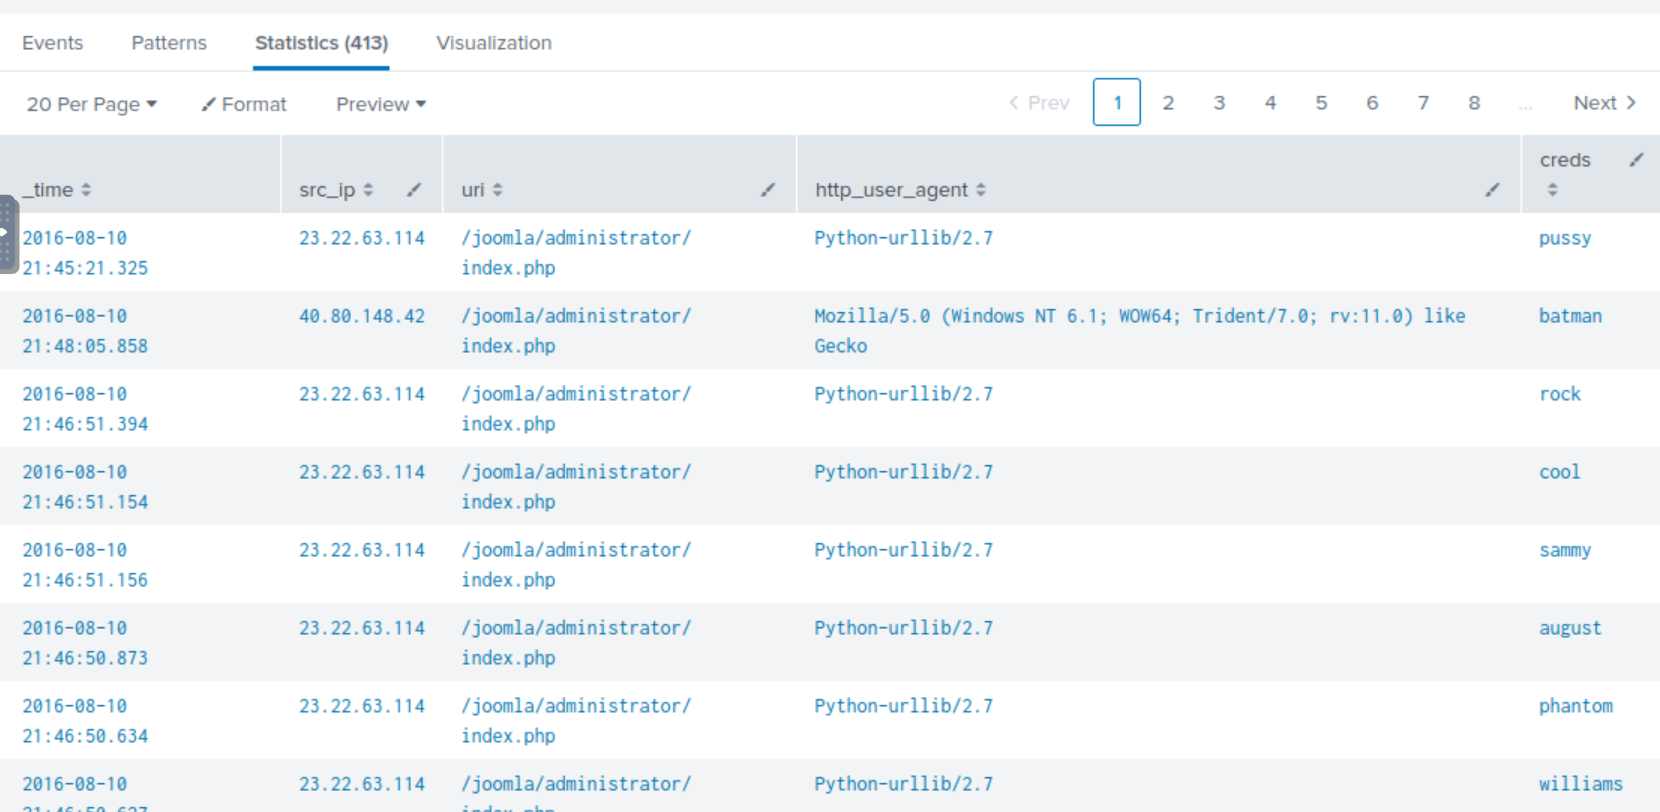 Events Patterns Statistics (413) Visualization
20 Per Page Format Preview Prev 1 2 3 4 5 6 7 8 ... Next
creds
_time src_ip uri http_user_agent
2016-08-10 23.22.63.114 /joomla/administrator/ Python-urllib/2.7 pussy
21:45:21.325 index.php
2016-08-10 40.80.148.42 /joomla/administrator/ Mozilla/5.0 (Windows NT 6.1; WOW64; Trident/7.0; rv:11.0) like batman
21:48:05.858 index.php Gecko
2016-08-10 23.22.63.114 /joomla/administrator/ Python-urllib/2.7 rock
21:46:51.394 index.php
2016-08-10 23.22.63.114 /joomla/administrator/ Python-urllib/2.7 cool
21:46:51.154 index.php
2016-08-10 23.22.63.114 /joomla/administrator/ Python-urllib/2.7 sammy
21:46:51.156 index.php
2016-08-10 23.22.63.114 /joomla/administrator/ Python-urllib/2.7 august
21:46:50.873 index.php
2016-08-10 23.22.63.114 /joomla/administrator/ Python-urllib/2.7 phantom
21:46:50.634 index.php
2016-08-10 23.22.63.114 /joomla/administrator/ Python-urllib/2.7 williams